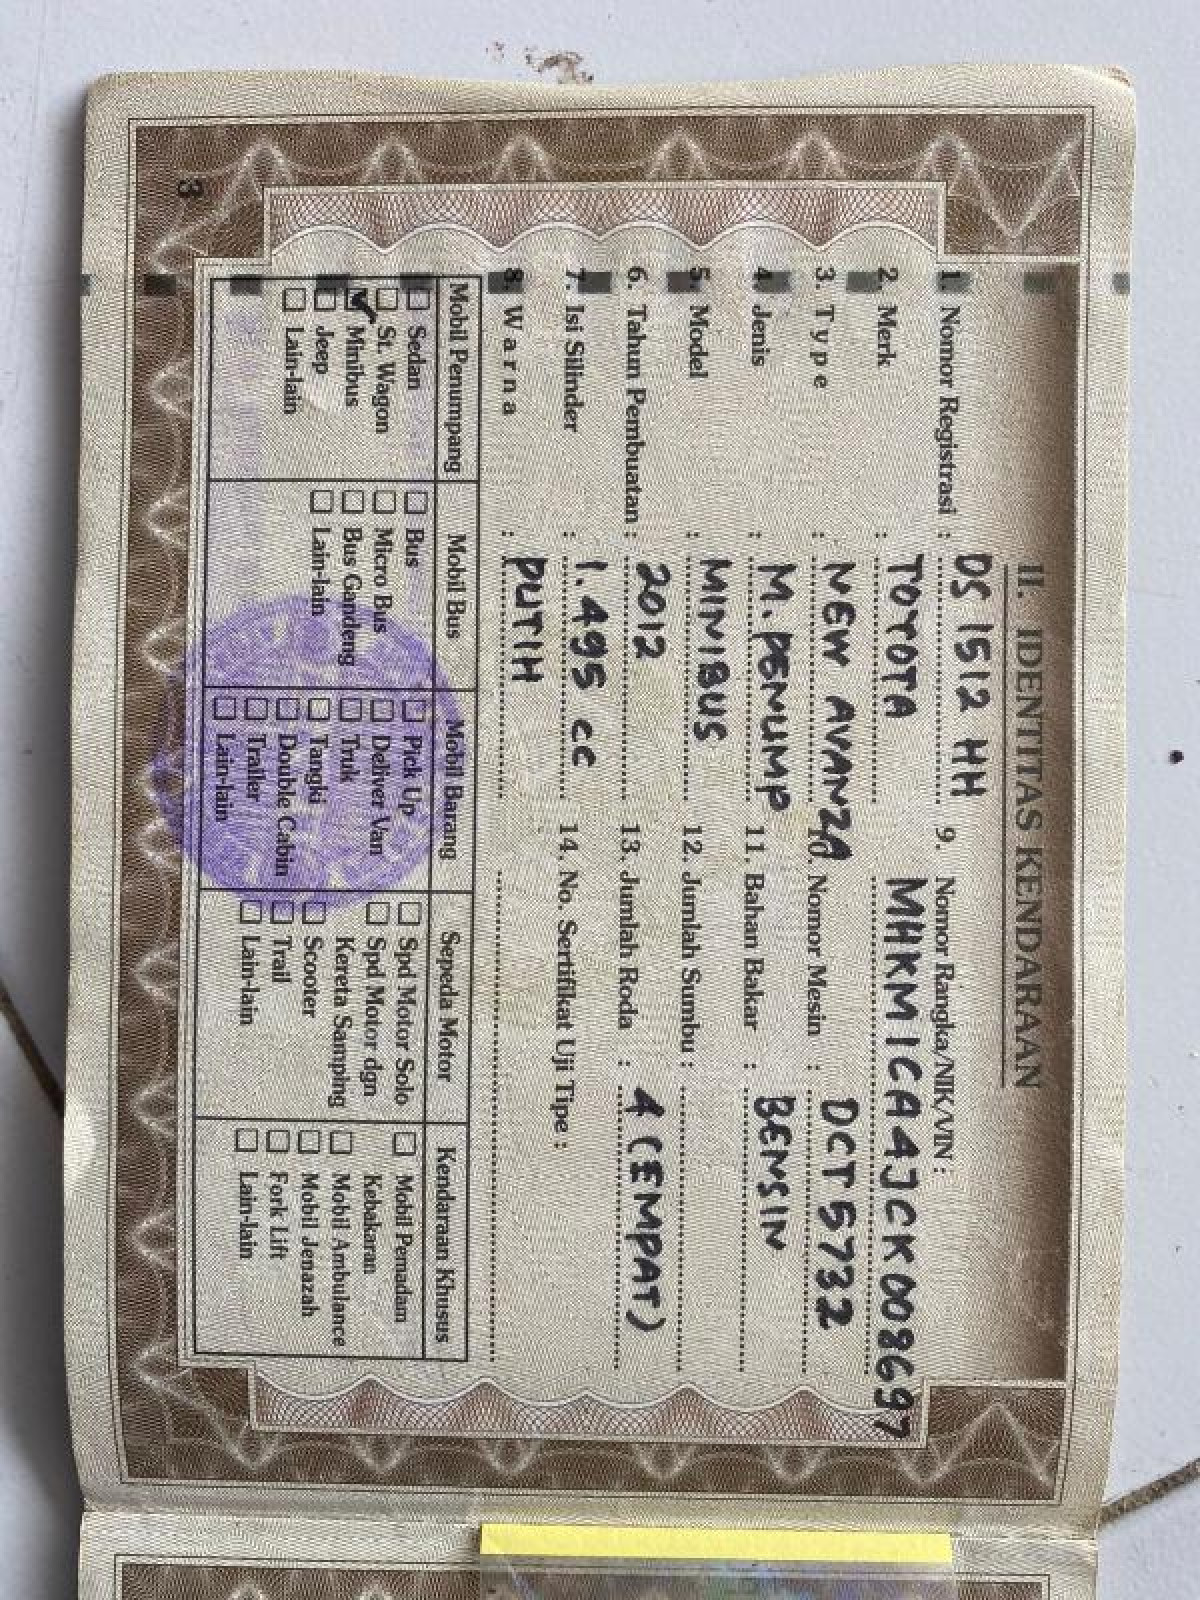 II. IDENTITAS KENDARAAN
1. Nomor Registrasi : DS 1512 HH
2. Merk : TOYOTA
3. Type : NEW AVANZA
4. Jenis : M. PENUMP
5. Model : MINIBUS
6. Tahun Pembuatan : 2012
7. Isi Silinder : 1.495 cc
8. Warna : PUTIH
9. Nomor Rangka/NIK/VIN :
MHKM1CA4JCK008697
10. Nomor Mesin : DCT 5732
11. Bahan Bakar : BENSIN
12. Jumlah Sumbu :
13. Jumlah Roda : 4 (EMPAT)
14. No. Sertifikat Uji Tipe :
Mobil Penumpang
Sedan
St. Wagon
Minibus
Jeep
Lain-lain
Mobil Bus
Bus
Micro Bus
Bus Gandeng
Lain-lain
Mobil Barang
Pick Up
Deliver Van
Truk
Tangki
Double Cabin
Trailer
Lain-lain
Sepeda Motor
Spd Motor Solo
Spd Motor dgn
Kereta Samping
Scooter
Trail
Lain-lain
Kendaraan Khusus
Mobil Pemadam
Kebakaran
Mobil Ambulance
Mobil Jenazah
Fork Lift
Lain-lain
3